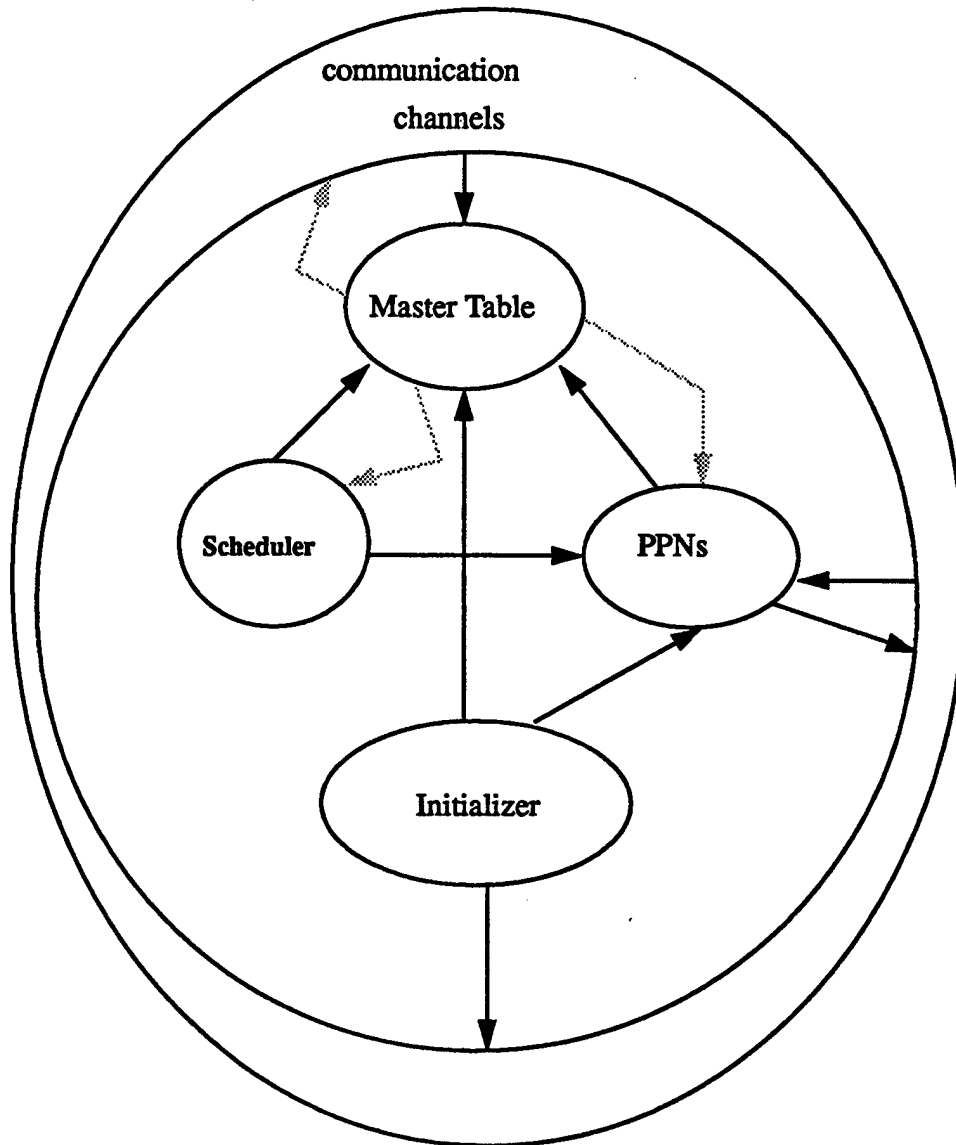 communication
channels
Master Table
Scheduler
PPNs
Initializer